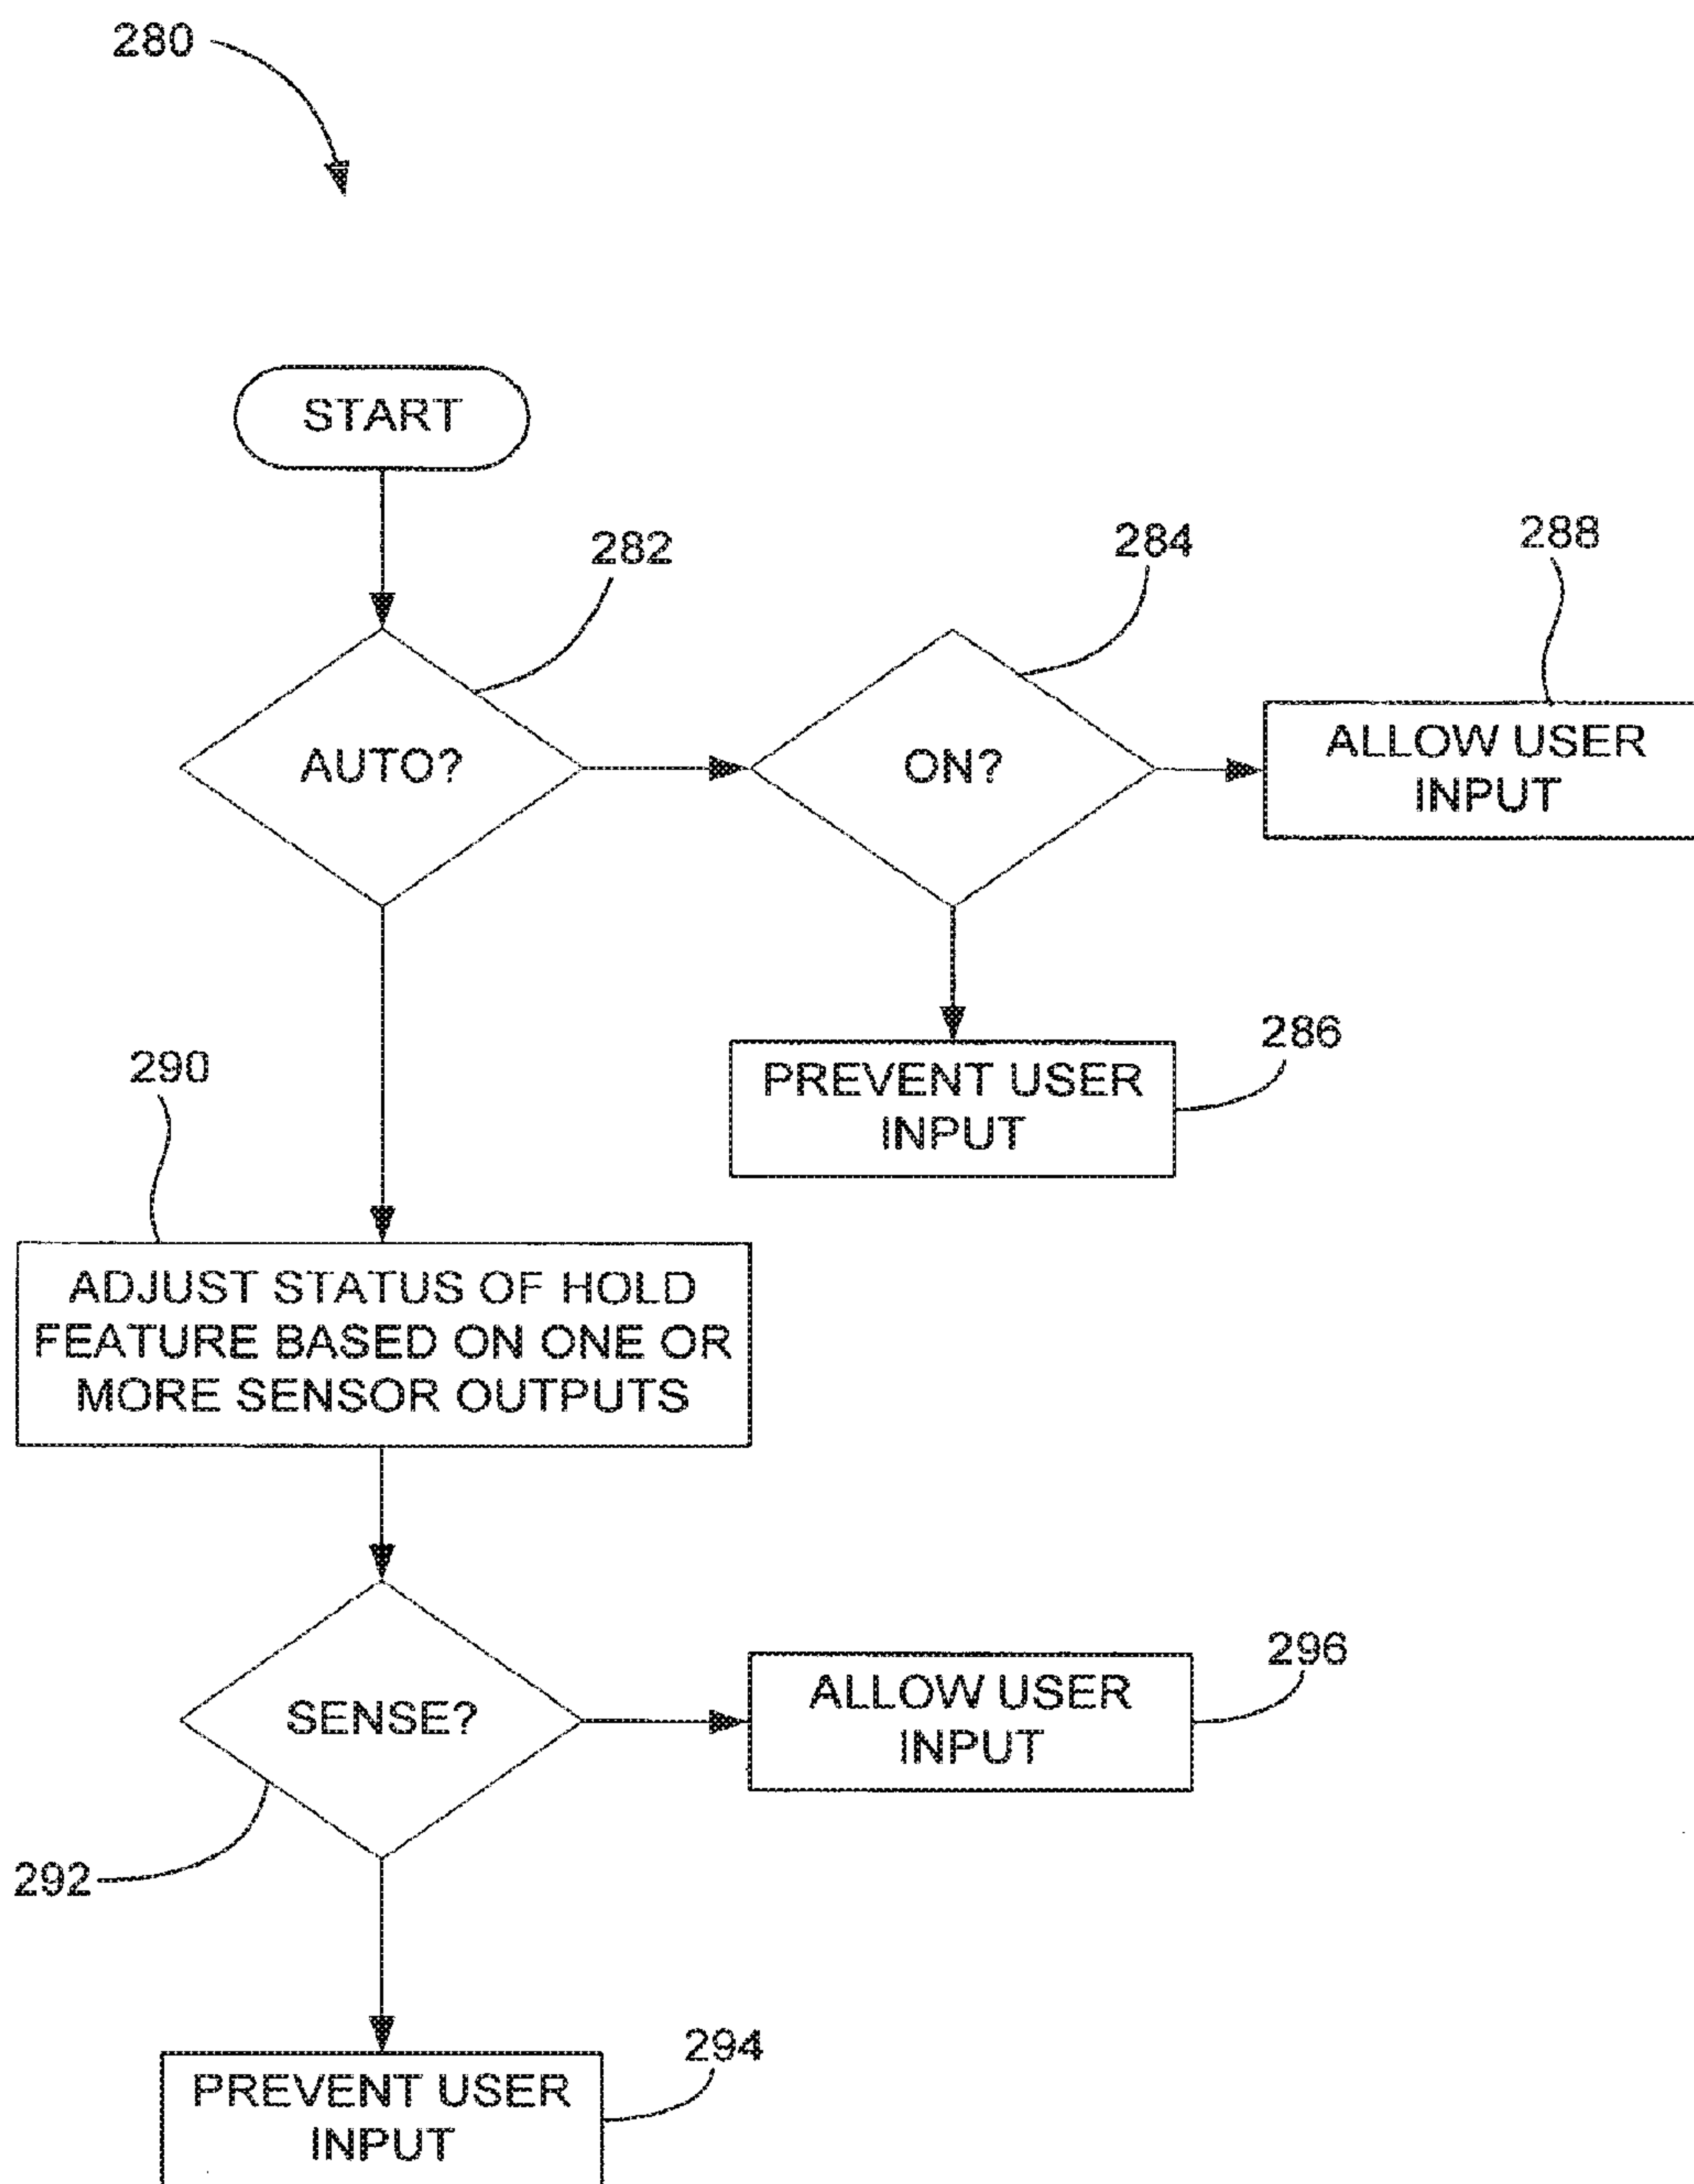 280
START
282
284
288
AUTO?
ON?
ALLOW USER
INPUT
286
PREVENT USER
INPUT
290
ADJUST STATUS OF HOLD
FEATURE BASED ON ONE OR
MORE SENSOR OUTPUTS
SENSE?
ALLOW USER
INPUT
296
292
294
PREVENT USER
INPUT